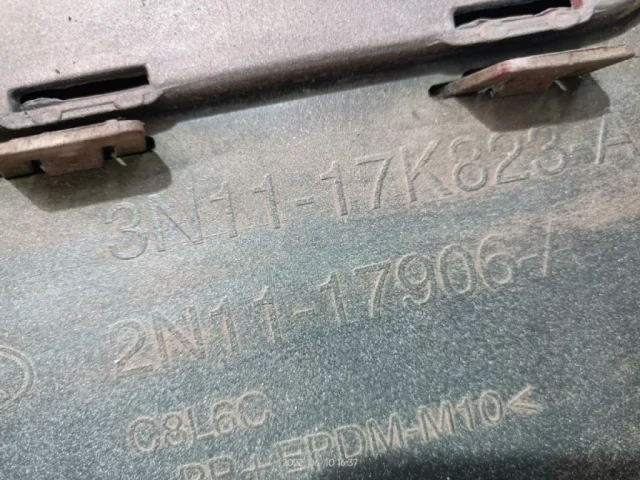 3N11-17K823-A
2N11-17906-A
C8L6C
PP+EPDM-M10<